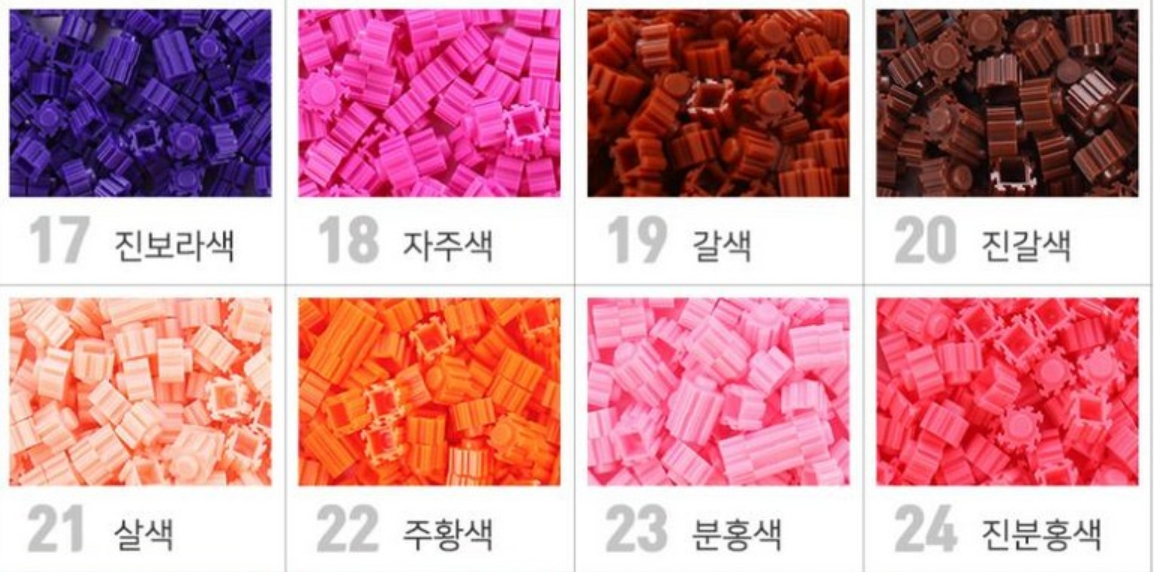 17 진보라색
18 자주색
19 갈색
20 진갈색
21 살색
22 주황색
23 분홍색
24 진분홍색